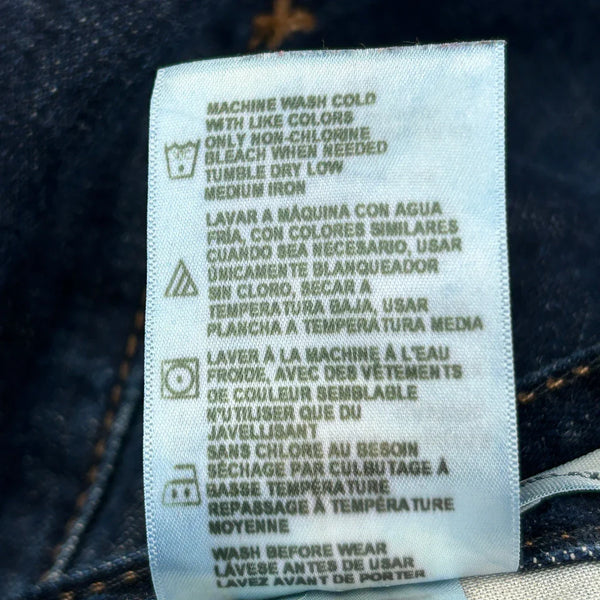 MACHINE WASH COLD
WITH LIKE COLORS
ONLY NON-CHLORINE
BLEACH WHEN NEEDED
TUMBLE DRY LOW
MEDIUM IRON
LAVAR A MÁQUINA CON AGUA
FRÍA, CON COLORES SIMILARES
CUANDO SEA NECESARIO, USAR
ÚNICAMENTE BLANQUEADOR
SIN CLORO, SECAR A
TEMPERATURA BAJA, USAR
PLANCHA A TEMPERATURA MEDIA
LAVER À LA MACHINE À L'EAU
FROIDE, AVEC DES VÊTEMENTS
DE COULEUR SEMBLABLE
N'UTILISER QUE DU
JAVELLISANT
SANS CHLORE AU BESOIN
SÉCHAGE PAR CULBUTAGE À
BASSE TEMPÉRATURE
REPASSAGE À TEMPÉRATURE
MOYENNE
WASH BEFORE WEAR
LÁVESE ANTES DE USAR
LAVEZ AVANT DE PORTER